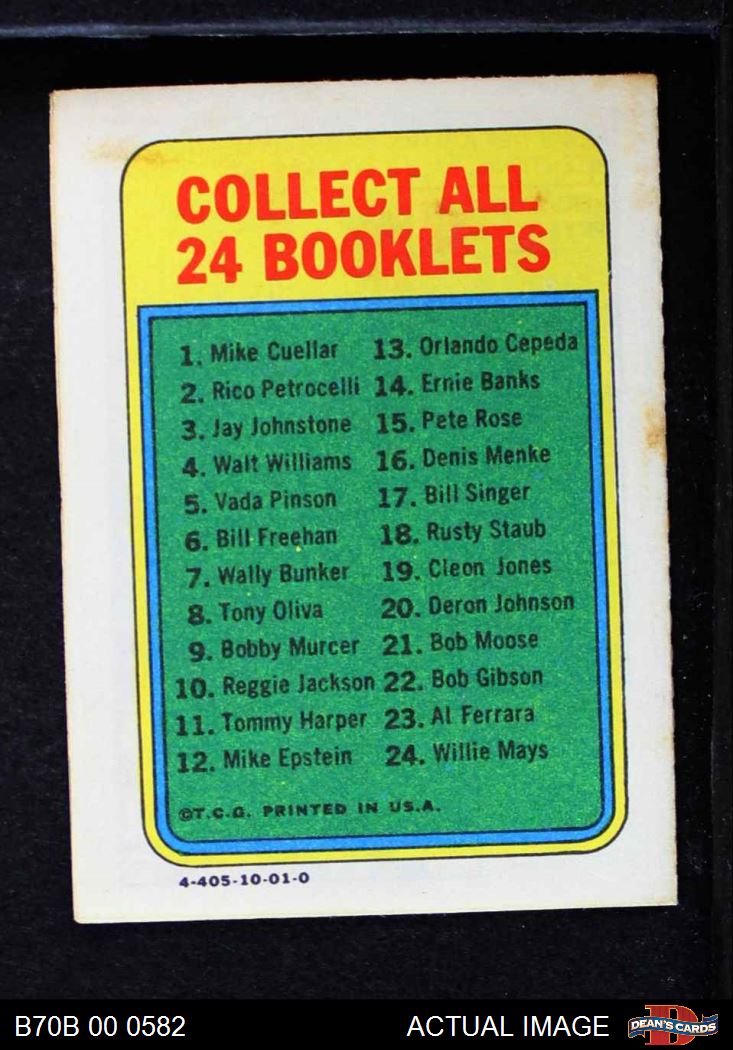 COLLECT ALL
24 BOOKLETS
1. Mike Cuellar
2. Rico Petrocelli
3. Jay Johnstone
4. Walt Williams
5. Vada Pinson
6. Bill Freehan
7. Wally Bunker
8. Tony Oliva
9. Bobby Murcer
10. Reggie Jackson
11. Tommy Harper
12. Mike Epstein
13. Orlando Cepeda
14. Ernie Banks
15. Pete Rose
16. Denis Menke
17. Bill Singer
18. Rusty Staub
19. Cleon Jones
20. Deron Johnson
21. Bob Moose
22. Bob Gibson
23. Al Ferrara
24. Willie Mays
©T.C.G. PRINTED IN U.S.A.
4-405-10-01-0
B70B 00 0582
ACTUAL IMAGE
DEAN'S CARDS